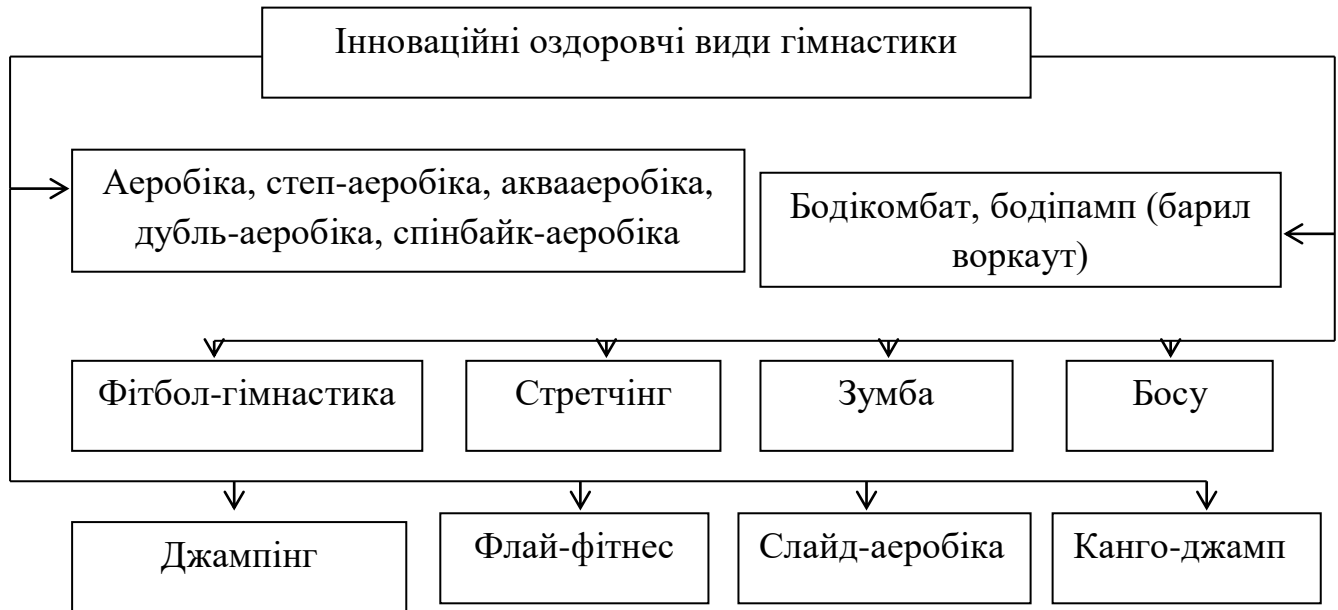 Інноваційні оздоровчі види гімнастики
Аеробіка, степ-аеробіка, аквааеробіка,
дубль-аеробіка, спінбайк-аеробіка
Бодікомбат, бодіпамп (барил
воркаут)
Фітбол-гімнастика
Стретчінг
Зумба
Босу
Джампінг
Флай-фітнес
Слайд-аеробіка
Канго-джамп